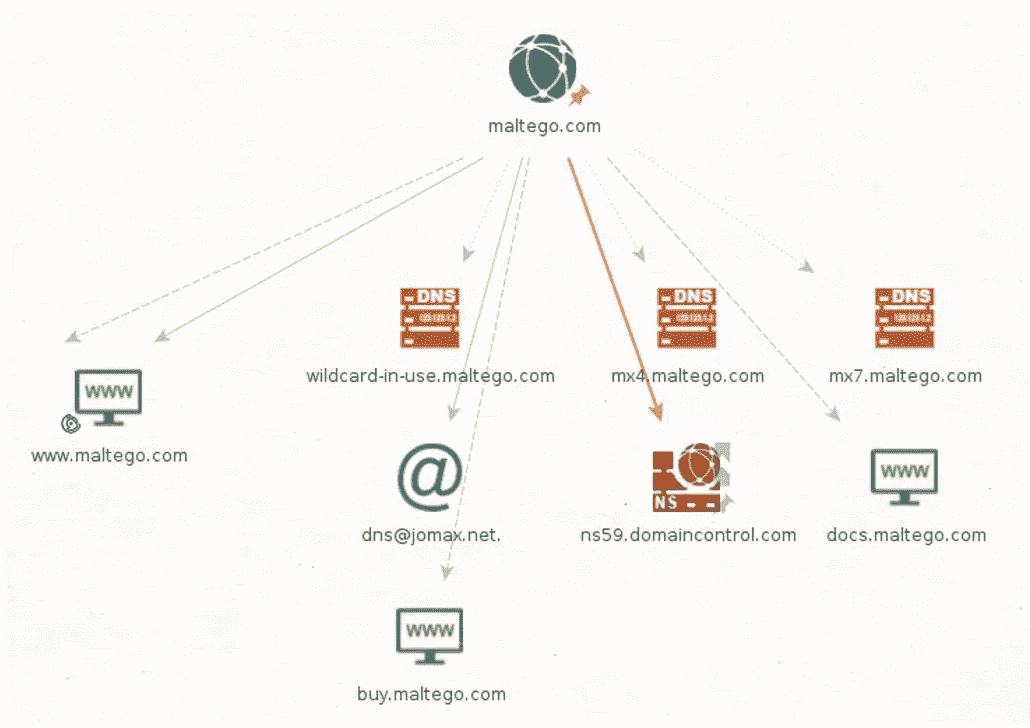 maltego.com
DNS
DNS
DNS
wildcard-in-use.maltego.com
mx4.maltego.com
mx7.maltego.com
www
www.maltego.com
@
NS
www
dns@jomax.net.
ns59.domaincontrol.com
docs.maltego.com
www
buy.maltego.com